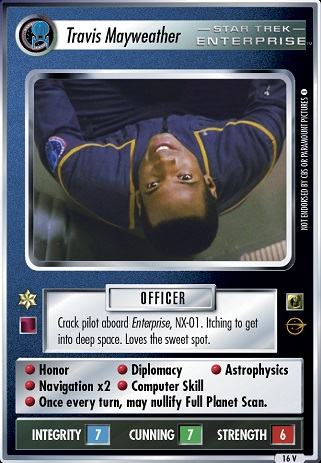 Travis Mayweather
STAR TREK
ENTERPRISE™
NOT ENDORSED BY CBS OR PARAMOUNT PICTURES
OFFICER
Crack pilot aboard Enterprise, NX-01. Itching to get
into deep space. Loves the sweet spot.
• Honor • Diplomacy • Astrophysics
• Navigation x2 • Computer Skill
• Once every turn, may nullify Full Planet Scan.
INTEGRITY 7 CUNNING 7 STRENGTH 6
16 V